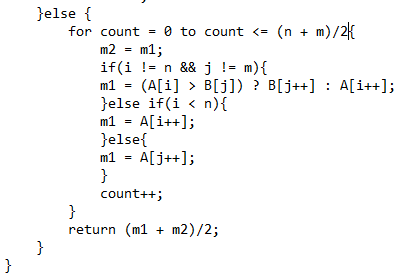 }else {
for count = 0 to count <= (n + m)/2{
m2 = m1;
if(i != n && j != m){
m1 = (A[i] > B[j]) ? B[j++] : A[i++];
}else if(i < n){
m1 = A[i++];
}else{
m1 = A[j++];
}
count++;
}
return (m1 + m2)/2;
}
}